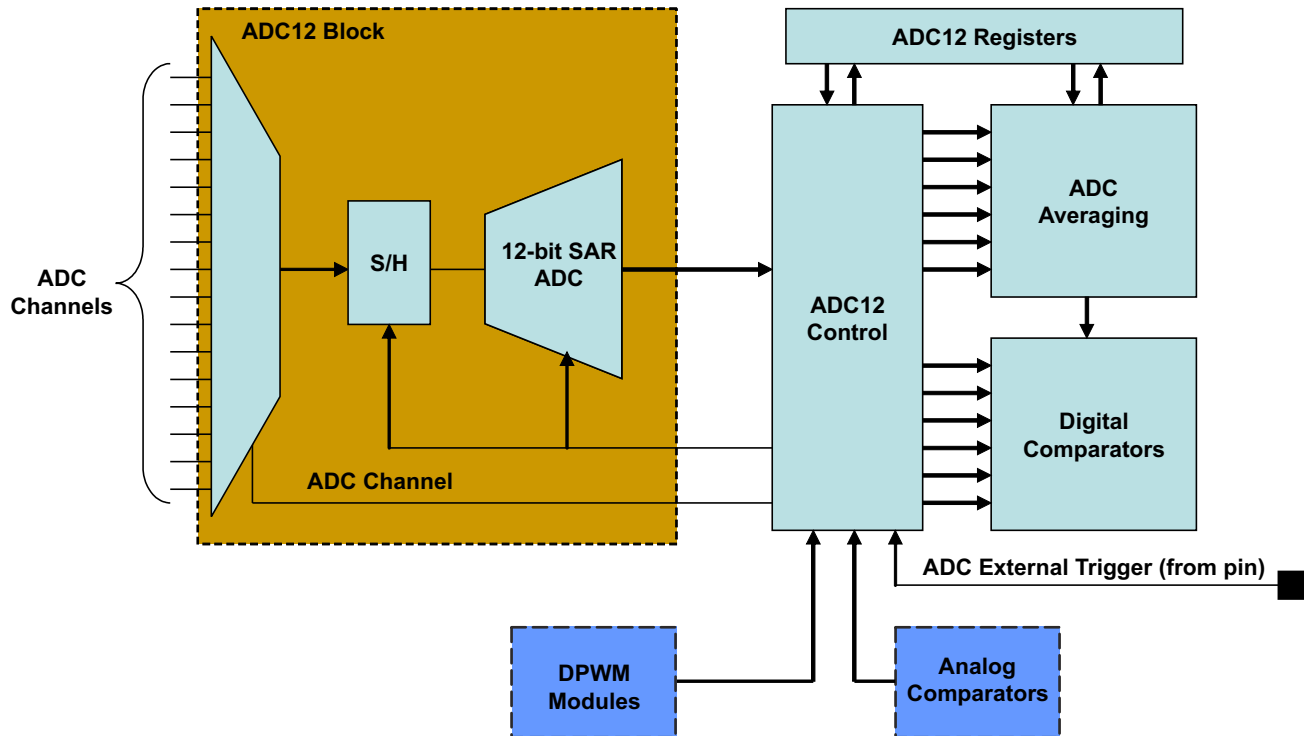 ADC12 Block
ADC12 Registers
ADC
Channels
S/H
12-bit SAR
ADC
ADC12
Control
ADC
Averaging
Digital
Comparators
ADC Channel
ADC External Trigger (from pin)
DPWM
Modules
Analog
Comparators